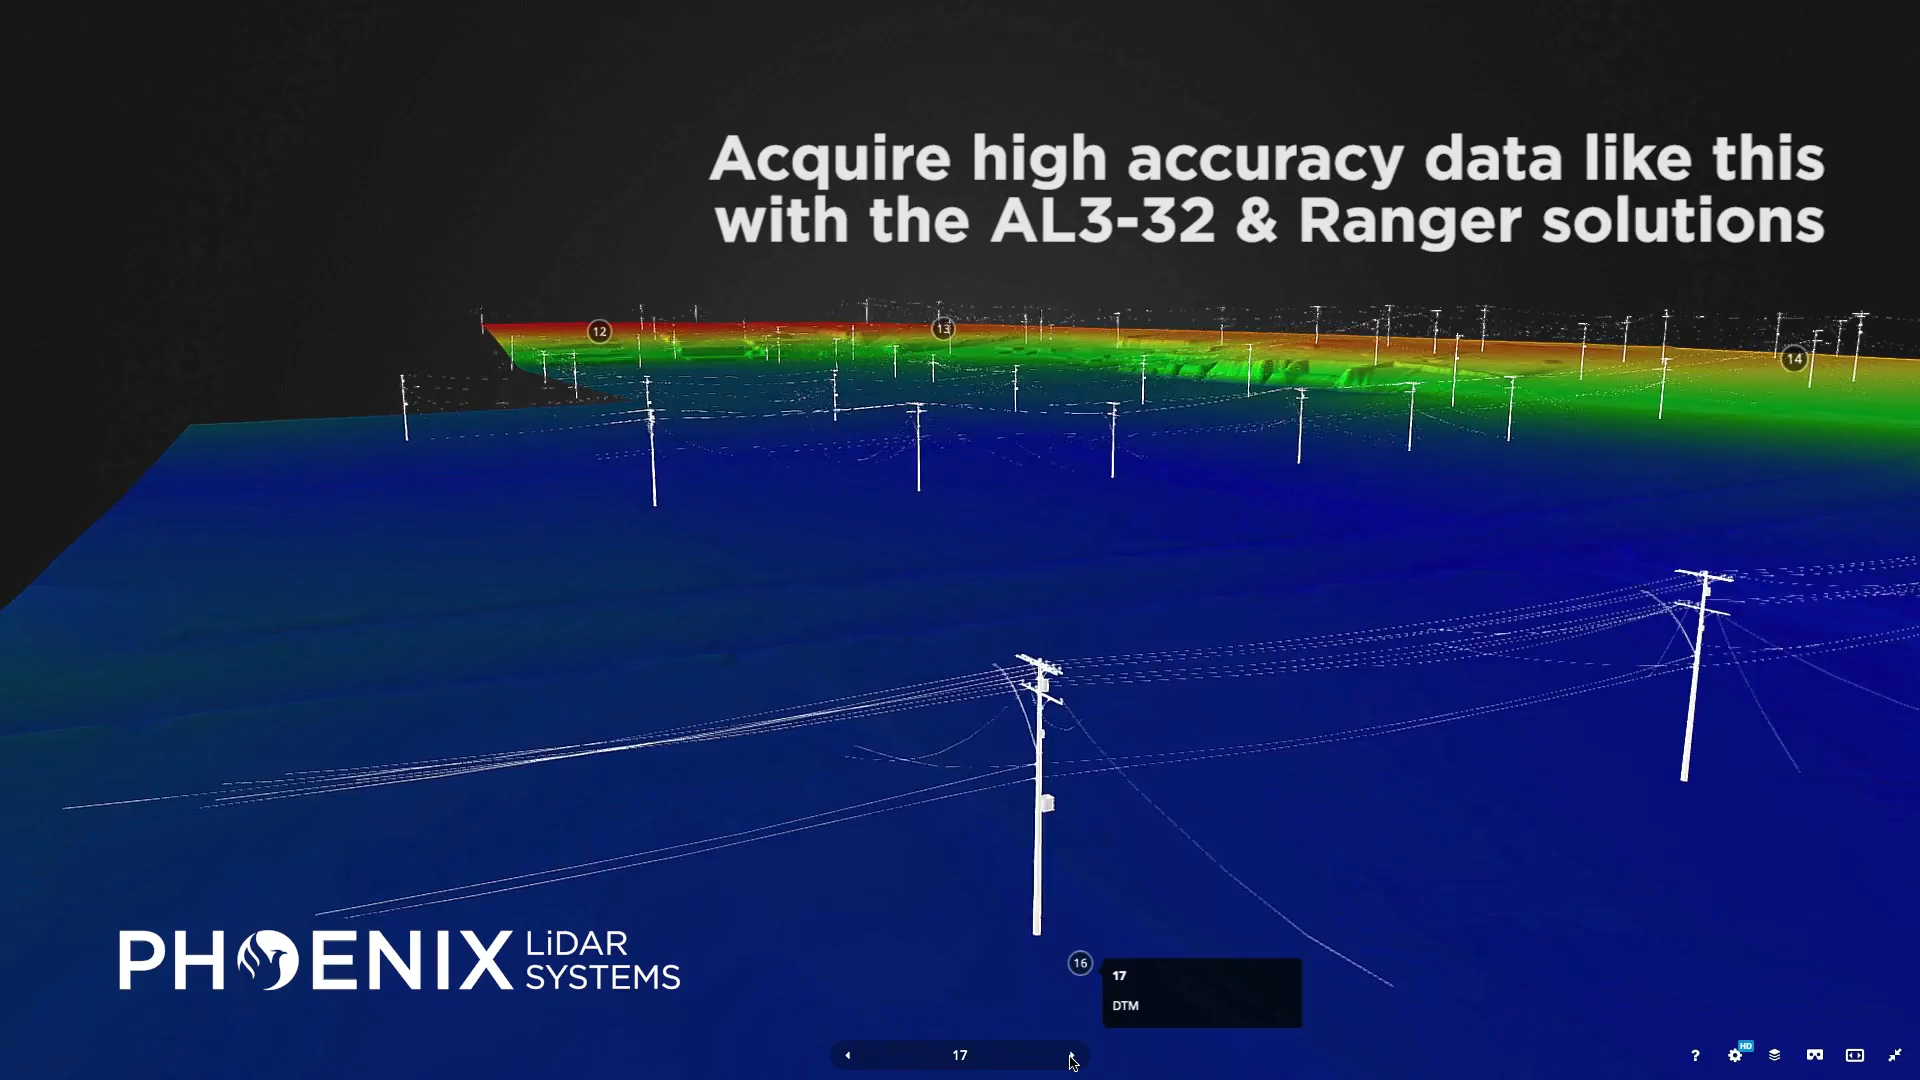 Acquire high accuracy data like this
with the AL3-32 & Ranger solutions
12
13
14
PHOENIX LiDAR
SYSTEMS
16
17
DTM
17
?
HD